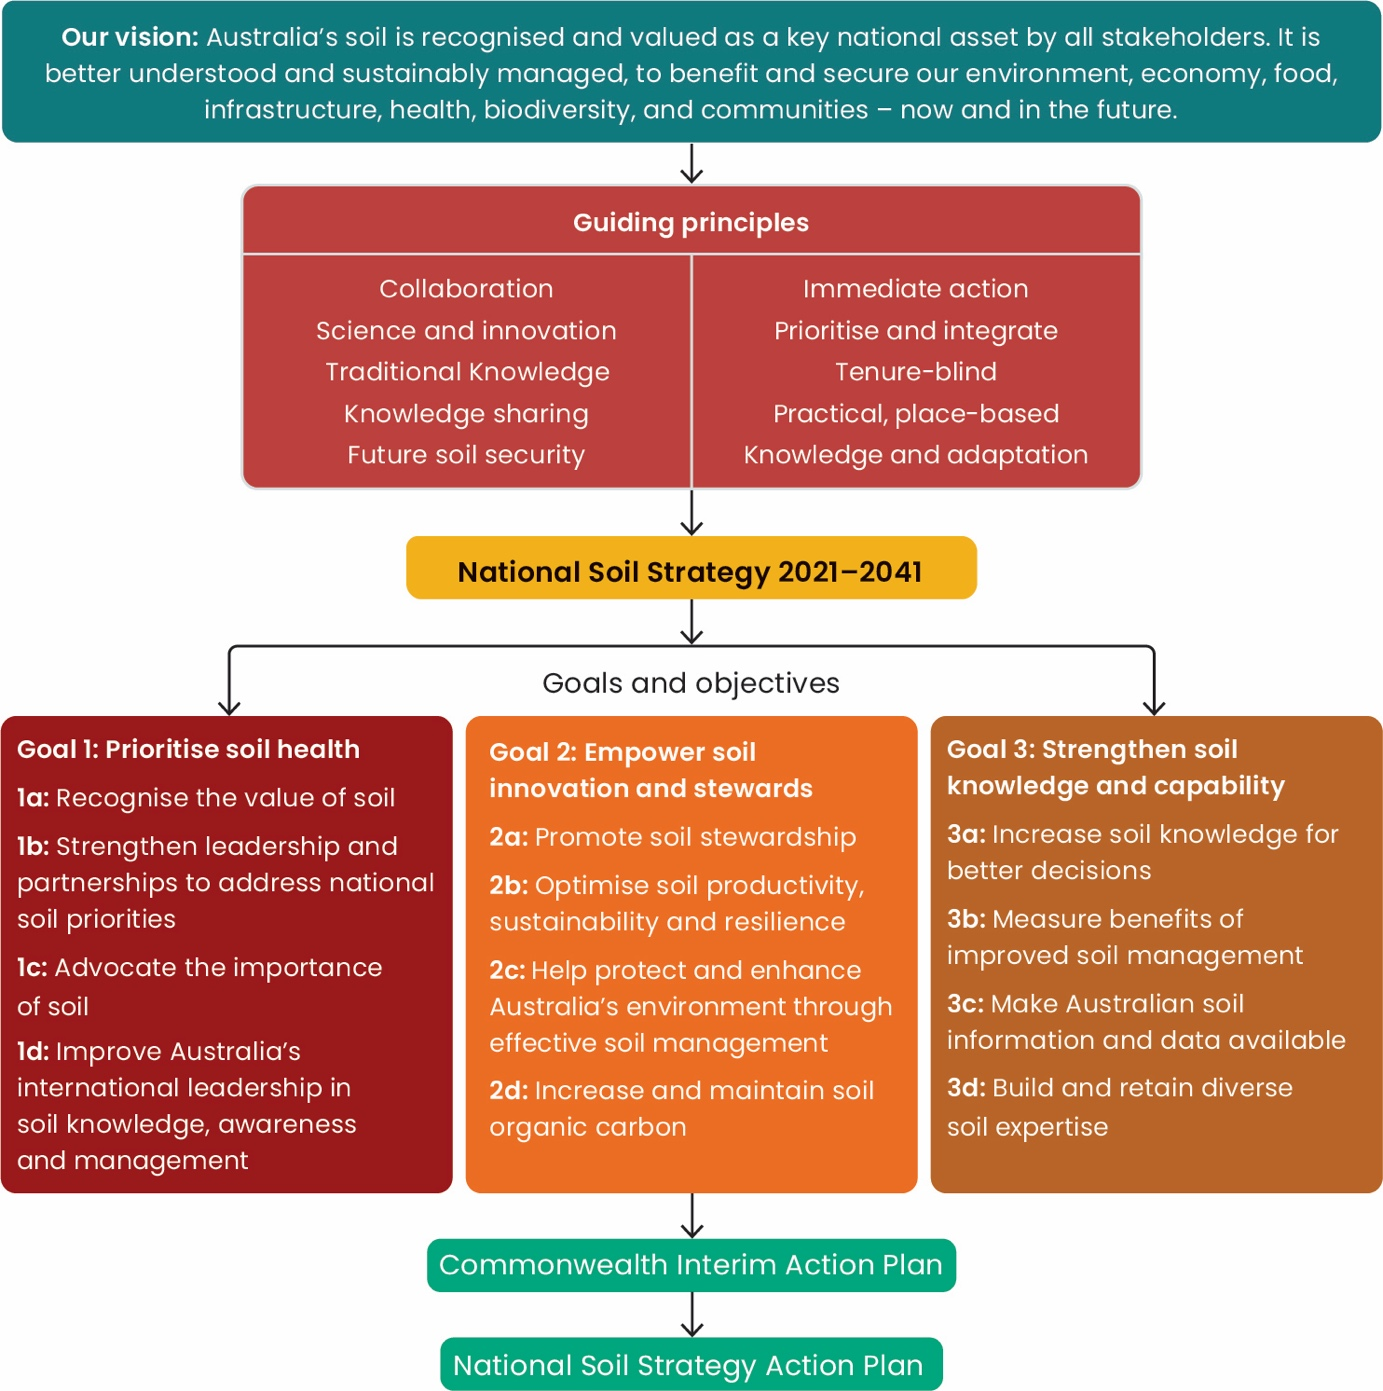 Our vision: Australia’s soil is recognised and valued as a key national asset by all stakeholders. It is
better understood and sustainably managed, to benefit and secure our environment, economy, food,
infrastructure, health, biodiversity, and communities – now and in the future.
Guiding principles
Collaboration
Science and innovation
Traditional Knowledge
Knowledge sharing
Future soil security
Immediate action
Prioritise and integrate
Tenure-blind
Practical, place-based
Knowledge and adaptation
National Soil Strategy 2021–2041
Goals and objectives
Goal 1: Prioritise soil health
1a: Recognise the value of soil
1b: Strengthen leadership and
partnerships to address national
soil priorities
1c: Advocate the importance
of soil
1d: Improve Australia’s
international leadership in
soil knowledge, awareness
and management
Goal 2: Empower soil
innovation and stewards
2a: Promote soil stewardship
2b: Optimise soil productivity,
sustainability and resilience
2c: Help protect and enhance
Australia’s environment through
effective soil management
2d: Increase and maintain soil
organic carbon
Goal 3: Strengthen soil
knowledge and capability
3a: Increase soil knowledge for
better decisions
3b: Measure benefits of
improved soil management
3c: Make Australian soil
information and data available
3d: Build and retain diverse
soil expertise
Commonwealth Interim Action Plan
National Soil Strategy Action Plan